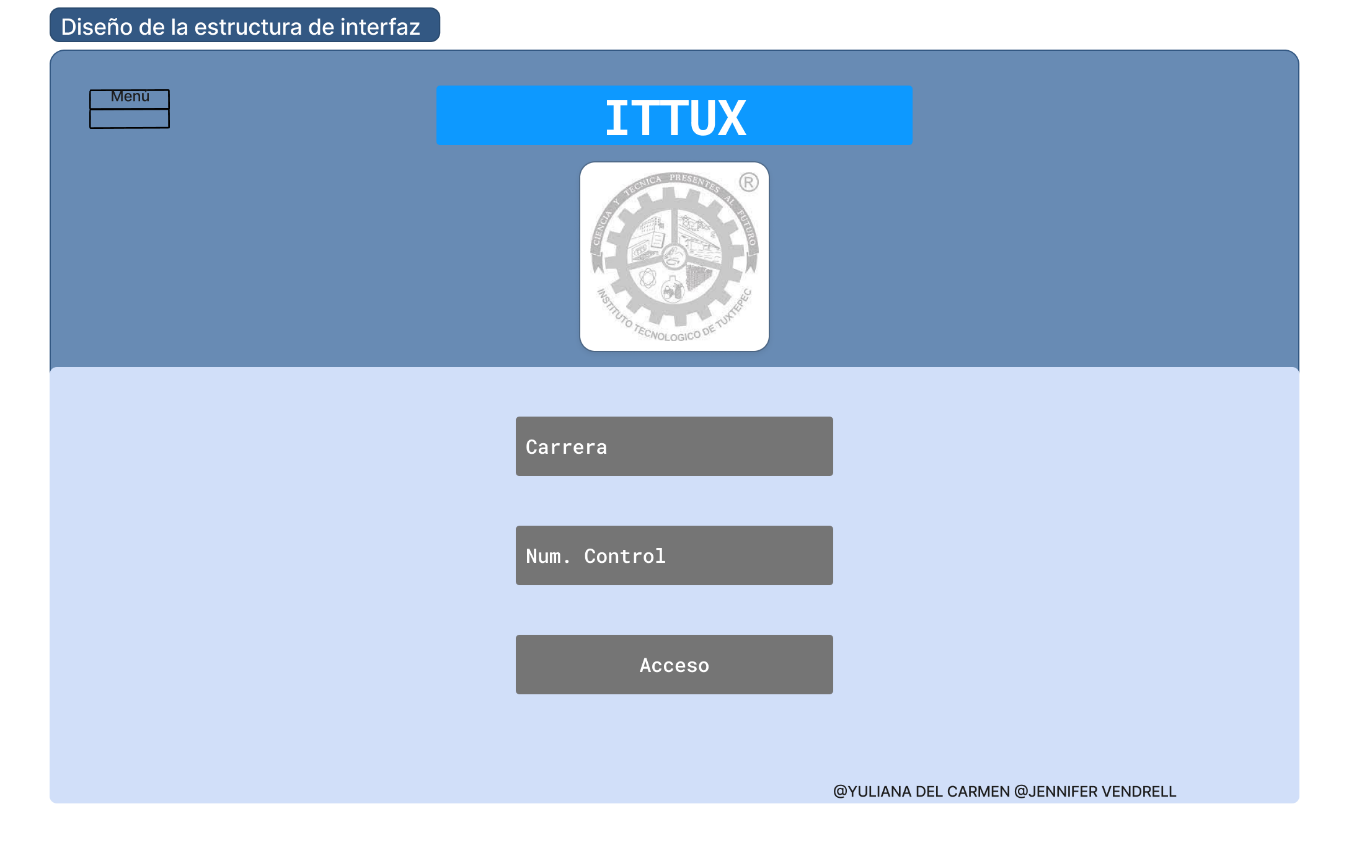 Diseño de la estructura de interfaz
Menú
ITTUX
CIENCIA Y TECNICA PRESENTES AL FUTURO
®
INSTITUTO TECNOLOGICO DE TUXTEPEC
Carrera
Num. Control
Acceso
@YULIANA DEL CARMEN @JENNIFER VENDRELL